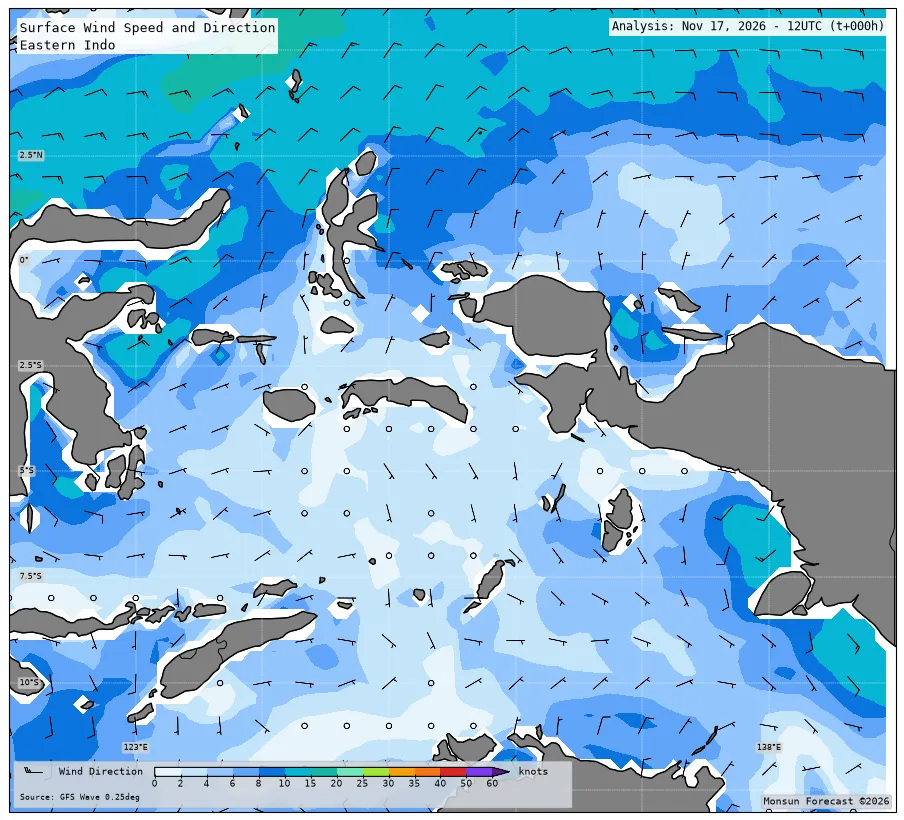 Surface Wind Speed and Direction
Eastern Indo
Analysis: Nov 17, 2026 - 12UTC (t+000h)
2.5°N
0°
2.5°S
5°S
7.5°S
10°S
123°E
138°E
Wind Direction
0 2 4 6 8 10 15 20 25 30 35 40 50 60
knots
Source: GFS Wave 0.25deg
Monsun Forecast ©2026